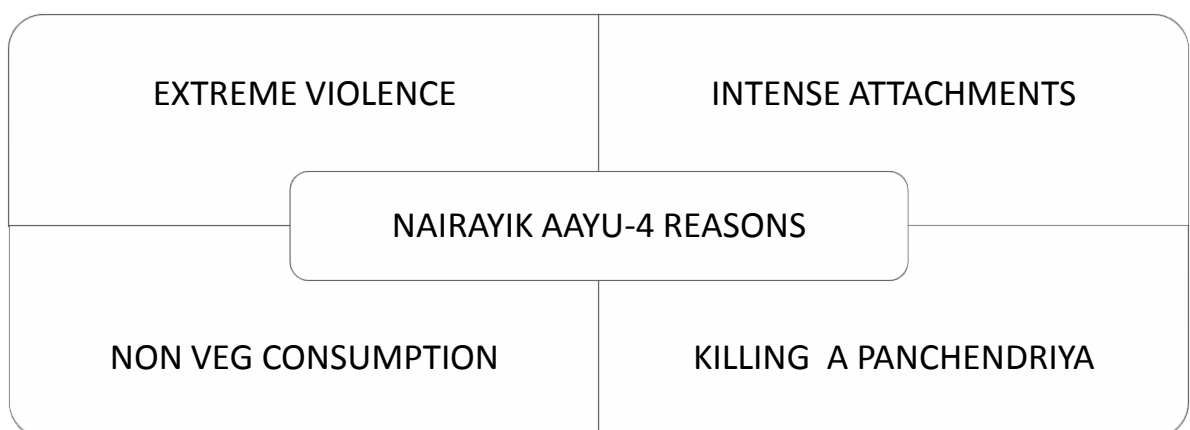 EXTREME VIOLENCE
INTENSE ATTACHMENTS
NAIRAYIK AAYU-4 REASONS
NON VEG CONSUMPTION
KILLING A PANCHENDRIYA